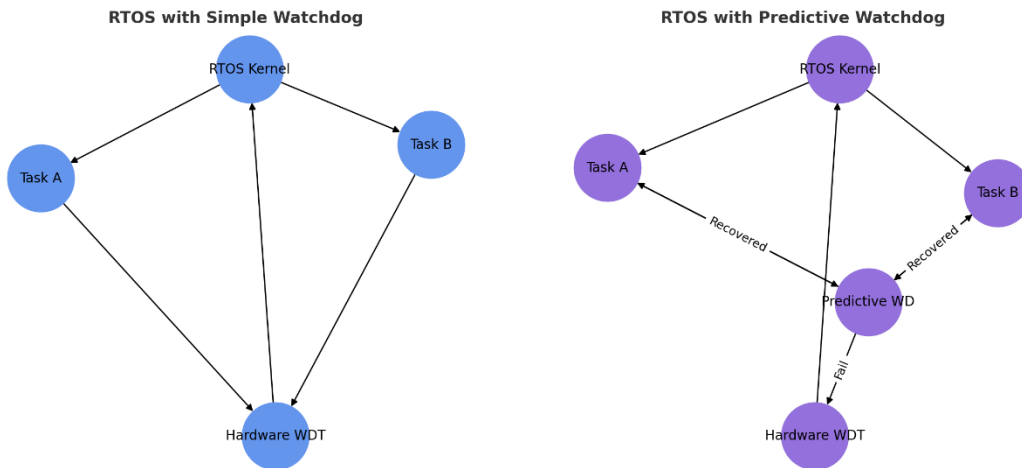 RTOS with Simple Watchdog
RTOS Kernel
Task B
Task A
Hardware WDT
RTOS with Predictive Watchdog
RTOS Kernel
Task A
Task B
Recovered
Recovered
Predictive WD
Fail
Hardware WDT